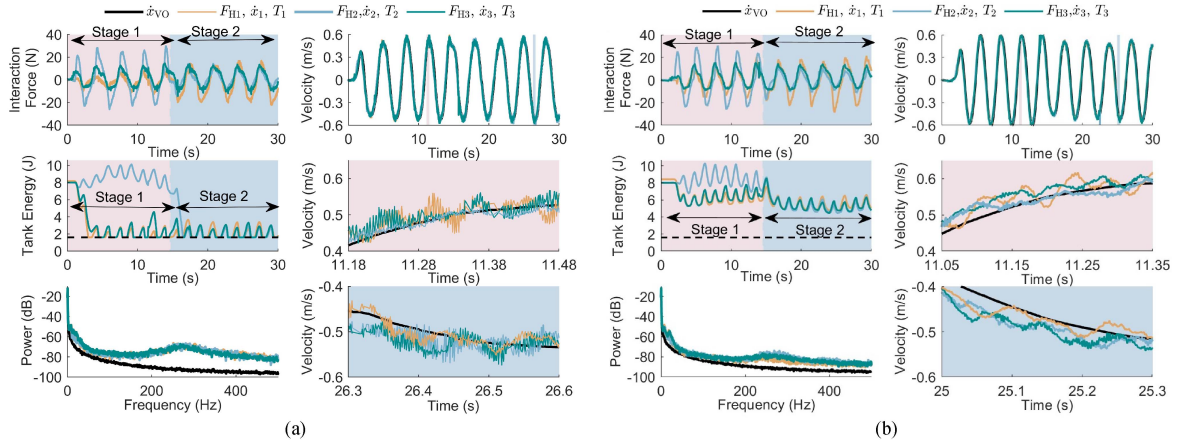 ẋVO FH1, ẋ1, T1 FH2,ẋ2, T2 FH3, ẋ3, T3
Interaction Force (N)
40
20
0
-20
-40
Stage 1 Stage 2
0 10 20 30
Time (s)
Velocity (m/s)
0.6
0.3
0
-0.3
-0.6
0 10 20 30
Time (s)
Tank Energy (J)
10
8
6
4
2
0
Stage 1 Stage 2
0 10 20 30
Time (s)
Velocity (m/s)
0.6
0.5
0.4
11.18 11.28 11.38 11.48
Time (s)
Power (dB)
-20
-40
-60
-80
-100
0 200 400
Frequency (Hz)
Velocity (m/s)
-0.4
-0.5
-0.6
26.3 26.4 26.5 26.6
Time (s)
(a)
ẋVO FH1, ẋ1, T1 FH2,ẋ2, T2 FH3,ẋ3, T3
Interaction Force (N)
40
20
0
-20
-40
Stage 1 Stage 2
0 10 20 30
Time (s)
Velocity (m/s)
0.6
0.3
0
-0.3
-0.6
0 10 20 30
Time (s)
Tank Energy (J)
10
8
6
4
2
0
Stage 1 Stage 2
0 10 20 30
Time (s)
Velocity (m/s)
0.6
0.5
0.4
11.05 11.15 11.25 11.35
Time (s)
Power (dB)
-20
-40
-60
-80
-100
0 200 400
Frequency (Hz)
Velocity (m/s)
-0.4
-0.5
-0.6
25 25.1 25.2 25.3
Time (s)
(b)